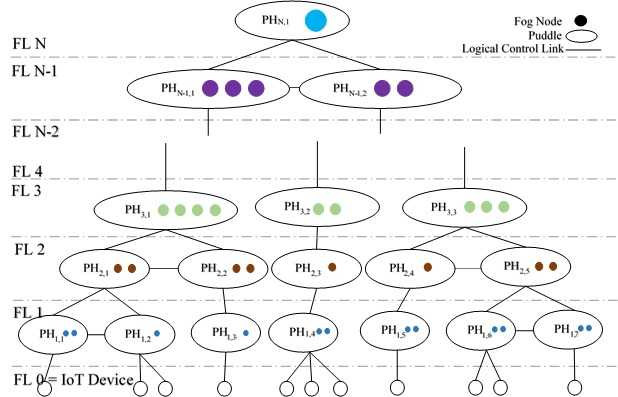 PHN,1
Fog Node
Puddle
Logical Control Link
FL N
FL N-1
PHN-1,1
PHN-1,2
FL N-2
FL 4
FL 3
PH3,1
PH3,2
PH3,3
FL 2
PH2,1
PH2,2
PH2,3
PH2,4
PH2,5
FL 1
PH1,1
PH1,2
PH1,3
PH1,4
PH1,5
PH1,6
PH1,7
FL 0 = IoT Device